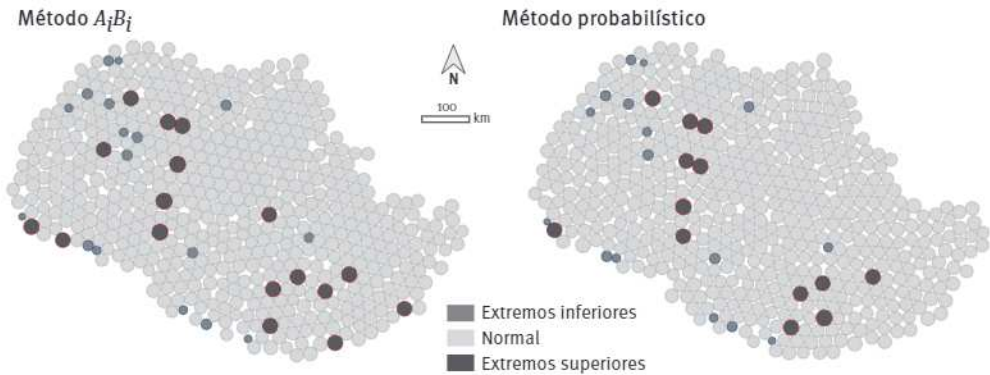 Método AᵢBᵢ
Método probabilístico
N
100
km
Extremos inferiores
Normal
Extremos superiores